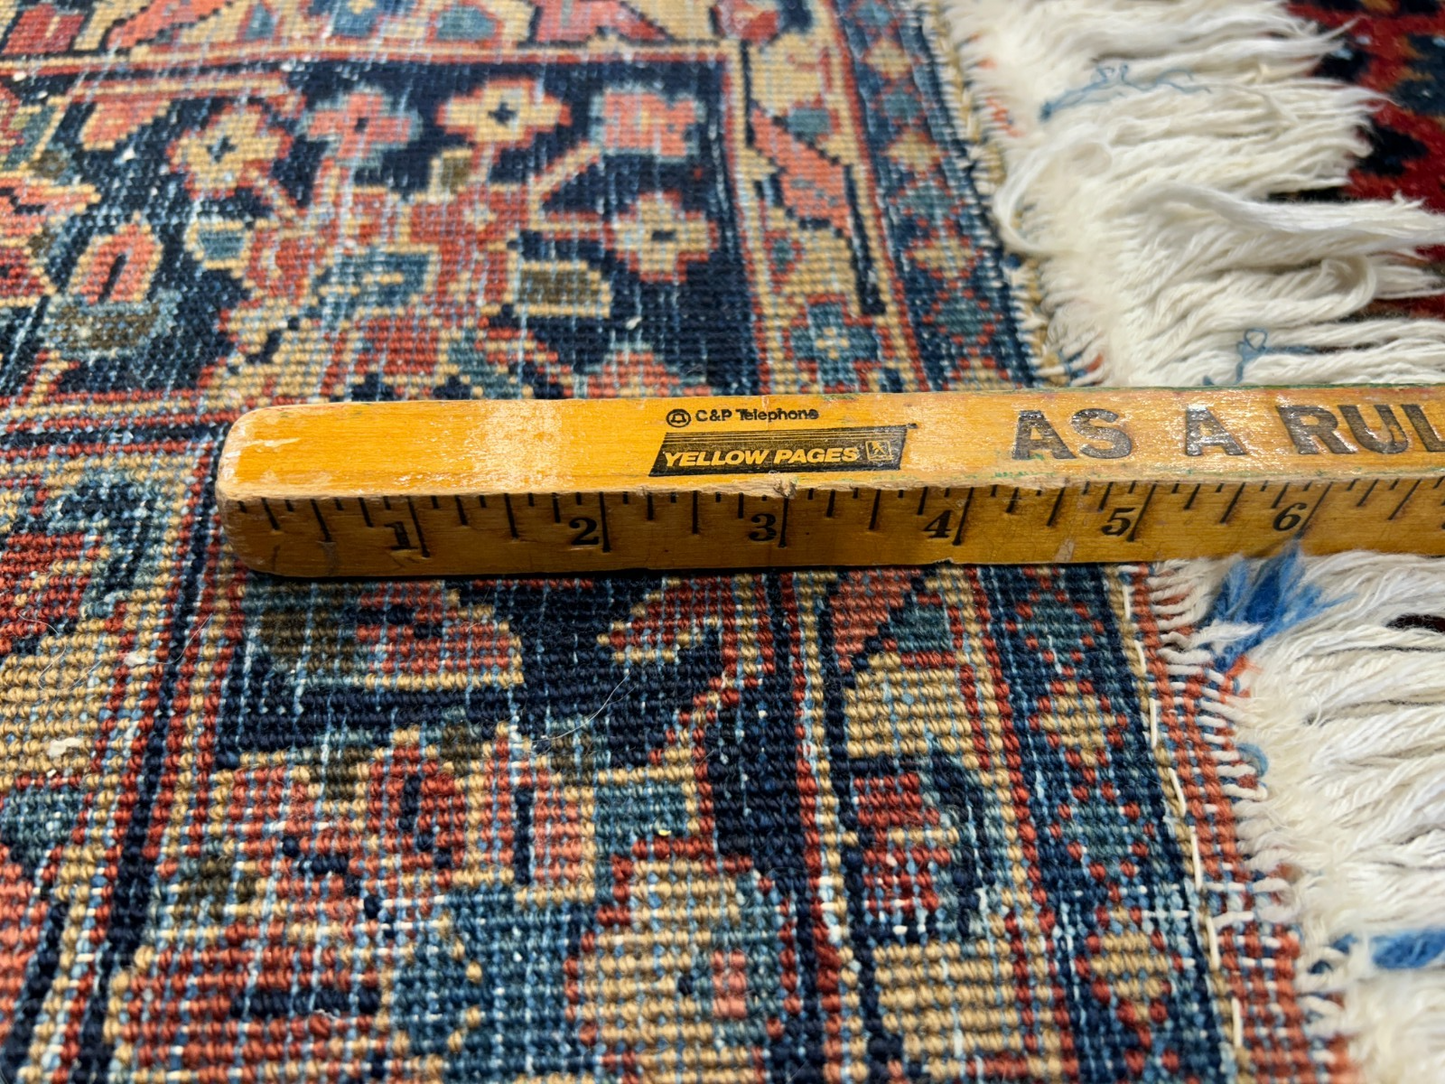 C&P Telephone
YELLOW PAGES
AS A RUL
1 2 3 4 5 6